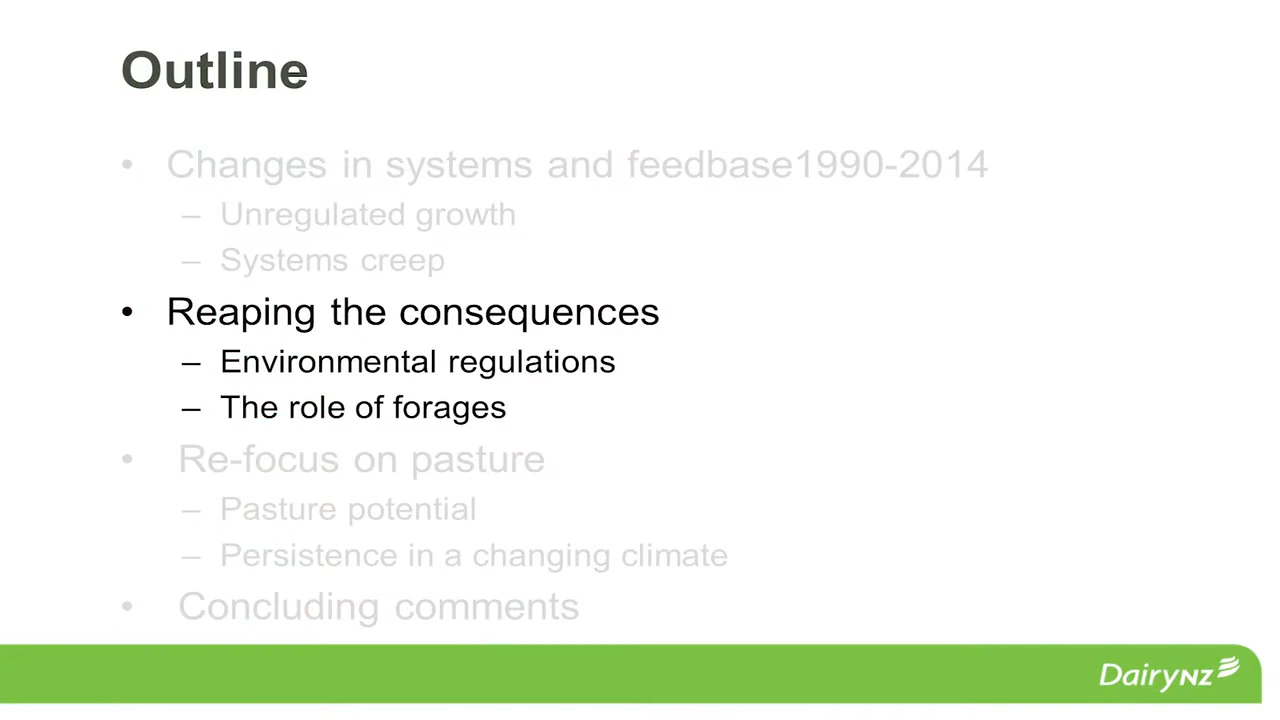 Outline
• Changes in systems and feedbase1990-2014
– Unregulated growth
– Systems creep
• Reaping the consequences
– Environmental regulations
– The role of forages
• Re-focus on pasture
– Pasture potential
– Persistence in a changing climate
• Concluding comments
DairyNZ